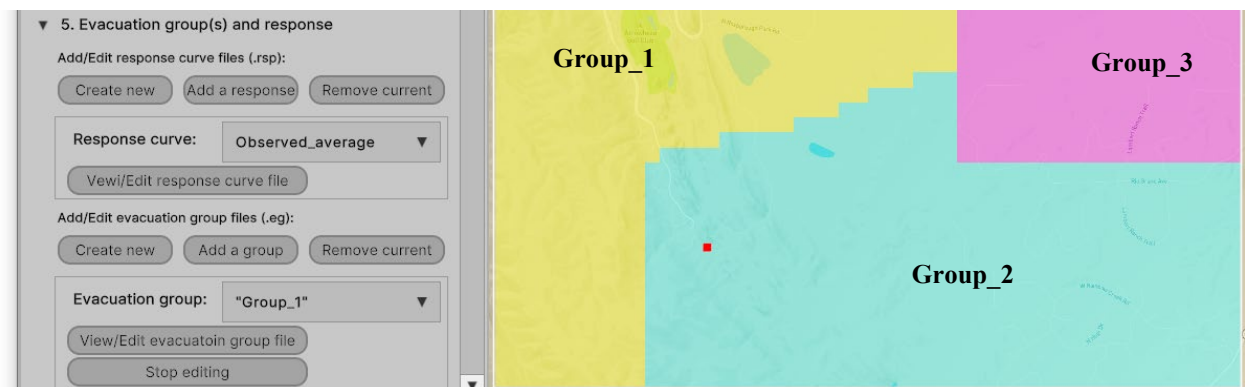 ▼ 5. Evacuation group(s) and response
Add/Edit response curve files (.rsp):
Create new Add a response Remove current
Response curve: Observed_average ▼
Vewi/Edit response curve file
Add/Edit evacuation group files (.eg):
Create new Add a group Remove current
Evacuation group: "Group_1" ▼
View/Edit evacuatoin group file
Stop editing
Group_1
Group_3
Group_2